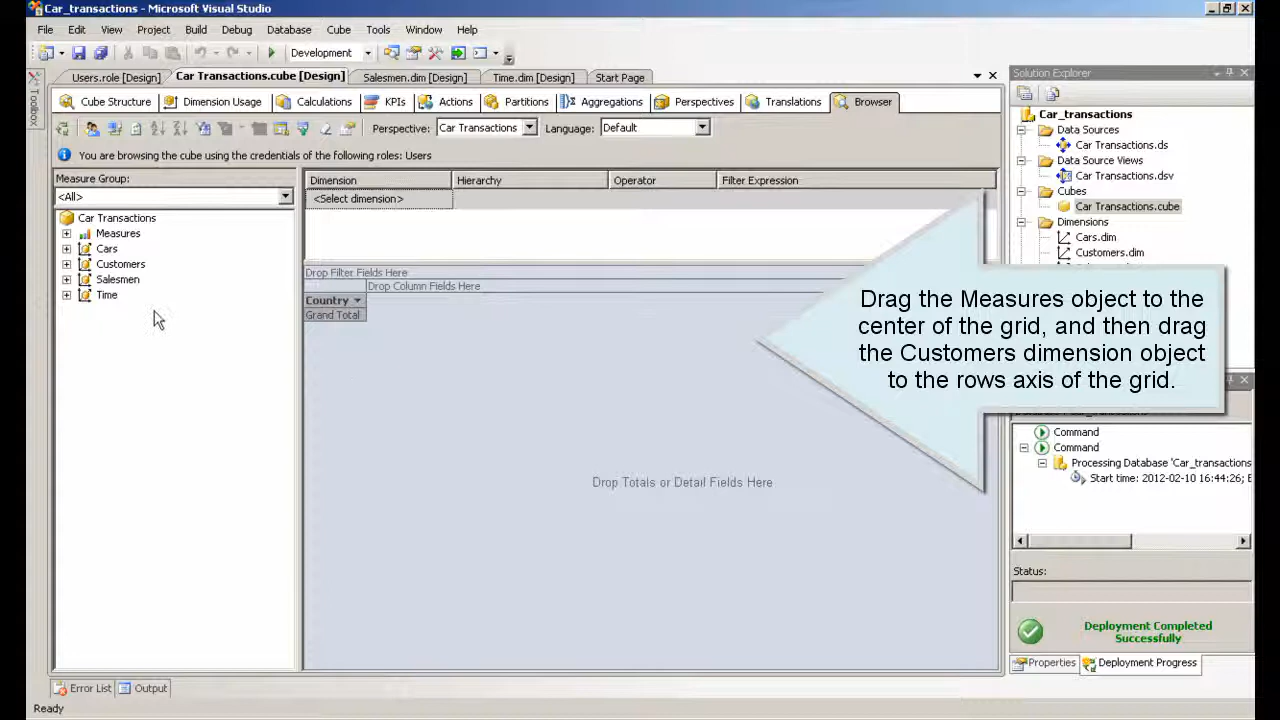 Car_transactions - Microsoft Visual Studio
File Edit View Project Build Debug Database Cube Tools Window Help
Development
Users.role [Design] Car Transactions.cube [Design] Salesmen.dim [Design] Time.dim [Design] Start Page
Cube Structure Dimension Usage Calculations KPIs Actions Partitions Aggregations Perspectives Translations Browser
Perspective: Car Transactions Language: Default
You are browsing the cube using the credentials of the following roles: Users
Measure Group:
<All>
Car Transactions
Measures
Cars
Customers
Salesmen
Time
Dimension Hierarchy Operator Filter Expression
<Select dimension>
Drop Filter Fields Here
Drop Column Fields Here
Country
Grand Total
Drop Totals or Detail Fields Here
Drag the Measures object to the
center of the grid, and then drag
the Customers dimension object
to the rows axis of the grid.
Toolbox
Solution Explorer
Car_transactions
Data Sources
Car Transactions.ds
Data Source Views
Car Transactions.dsv
Cubes
Car Transactions.cube
Dimensions
Cars.dim
Customers.dim
Command
Command
Processing Database 'Car_transactions
Start time: 2012-02-10 16:44:26; E
Status:
Deployment Completed
Successfully
Properties Deployment Progress
Error List Output
Ready